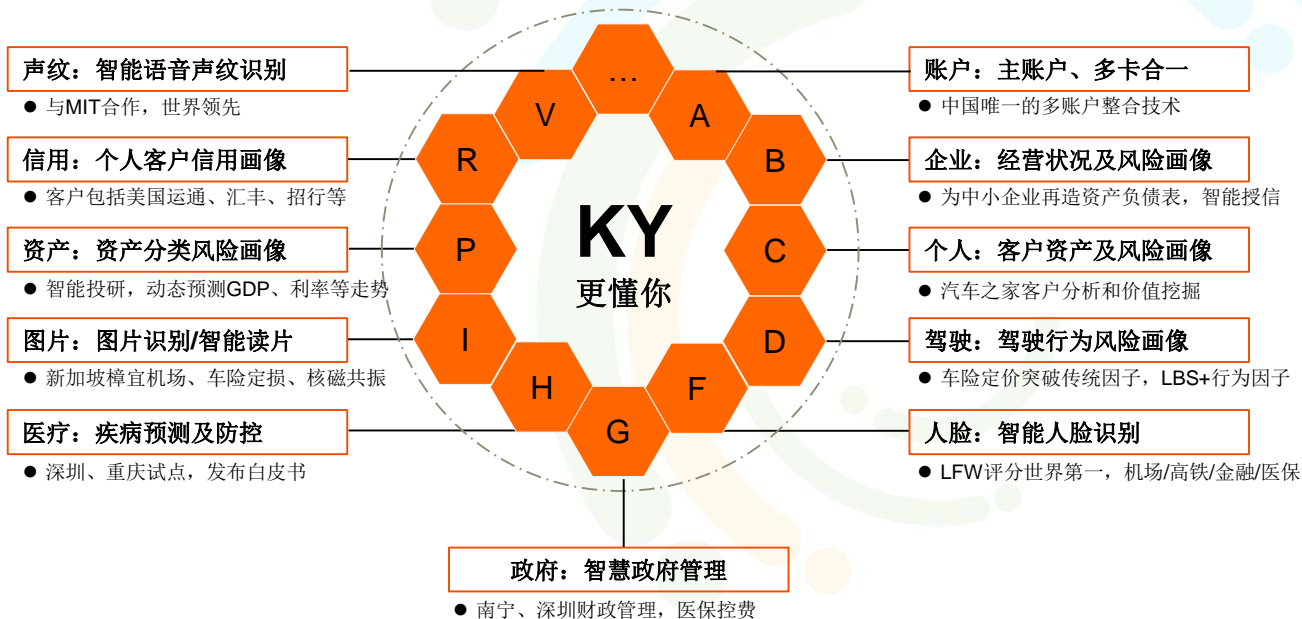 声纹：智能语音声纹识别
● 与MIT合作，世界领先
信用：个人客户信用画像
● 客户包括美国运通、汇丰、招行等
资产：资产分类风险画像
● 智能投研，动态预测GDP、利率等走势
图片：图片识别/智能读片
● 新加坡樟宜机场、车险定损、核磁共振
医疗：疾病预测及防控
● 深圳、重庆试点，发布白皮书
…
V
A
R
B
P
C
I
D
H
F
G
KY
更懂你
账户：主账户、多卡合一
● 中国唯一的多账户整合技术
企业：经营状况及风险画像
● 为中小企业再造资产负债表，智能授信
个人：客户资产及风险画像
● 汽车之家客户分析和价值挖掘
驾驶：驾驶行为风险画像
● 车险定价突破传统因子，LBS+行为因子
人脸：智能人脸识别
● LFW评分世界第一，机场/高铁/金融/医保
政府：智慧政府管理
● 南宁、深圳财政管理，医保控费